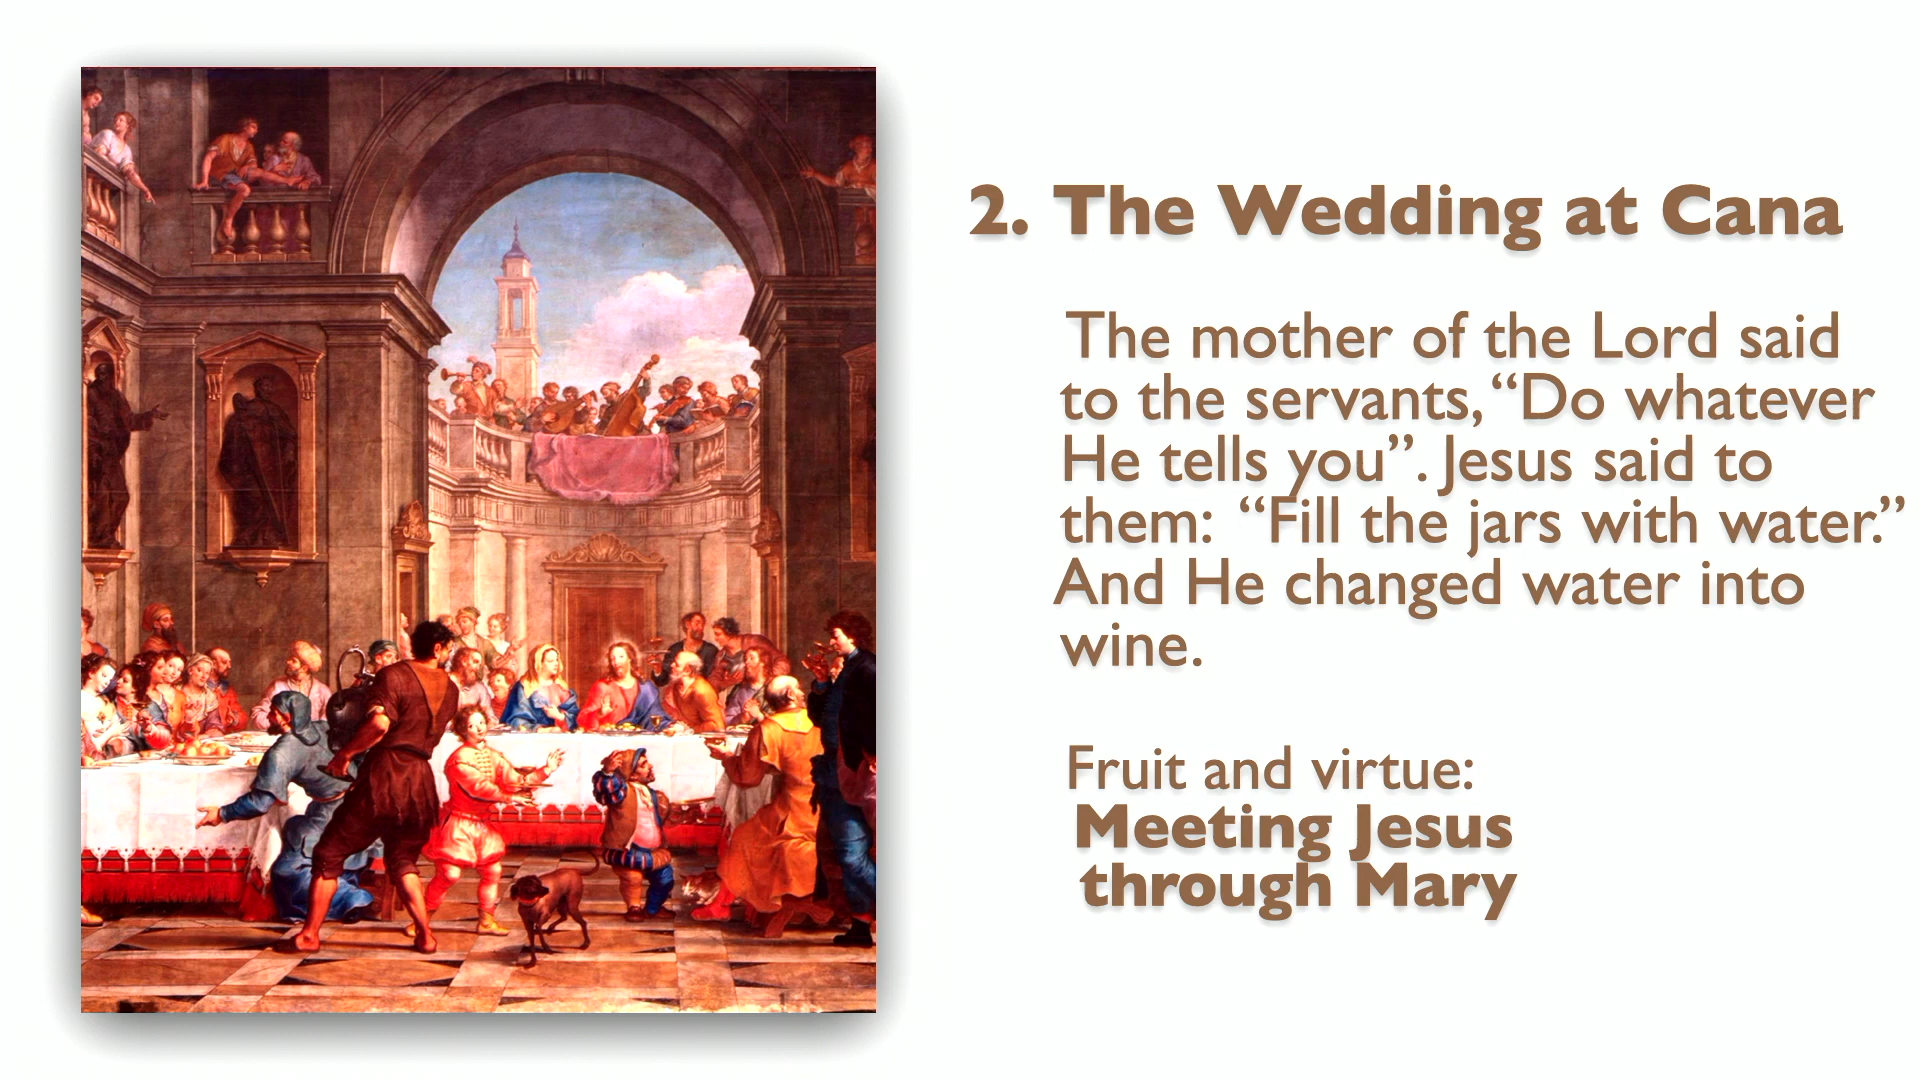 2. The Wedding at Cana
The mother of the Lord said
to the servants, “Do whatever
He tells you”. Jesus said to
them: “Fill the jars with water.”
And He changed water into
wine.
Fruit and virtue:
Meeting Jesus
through Mary